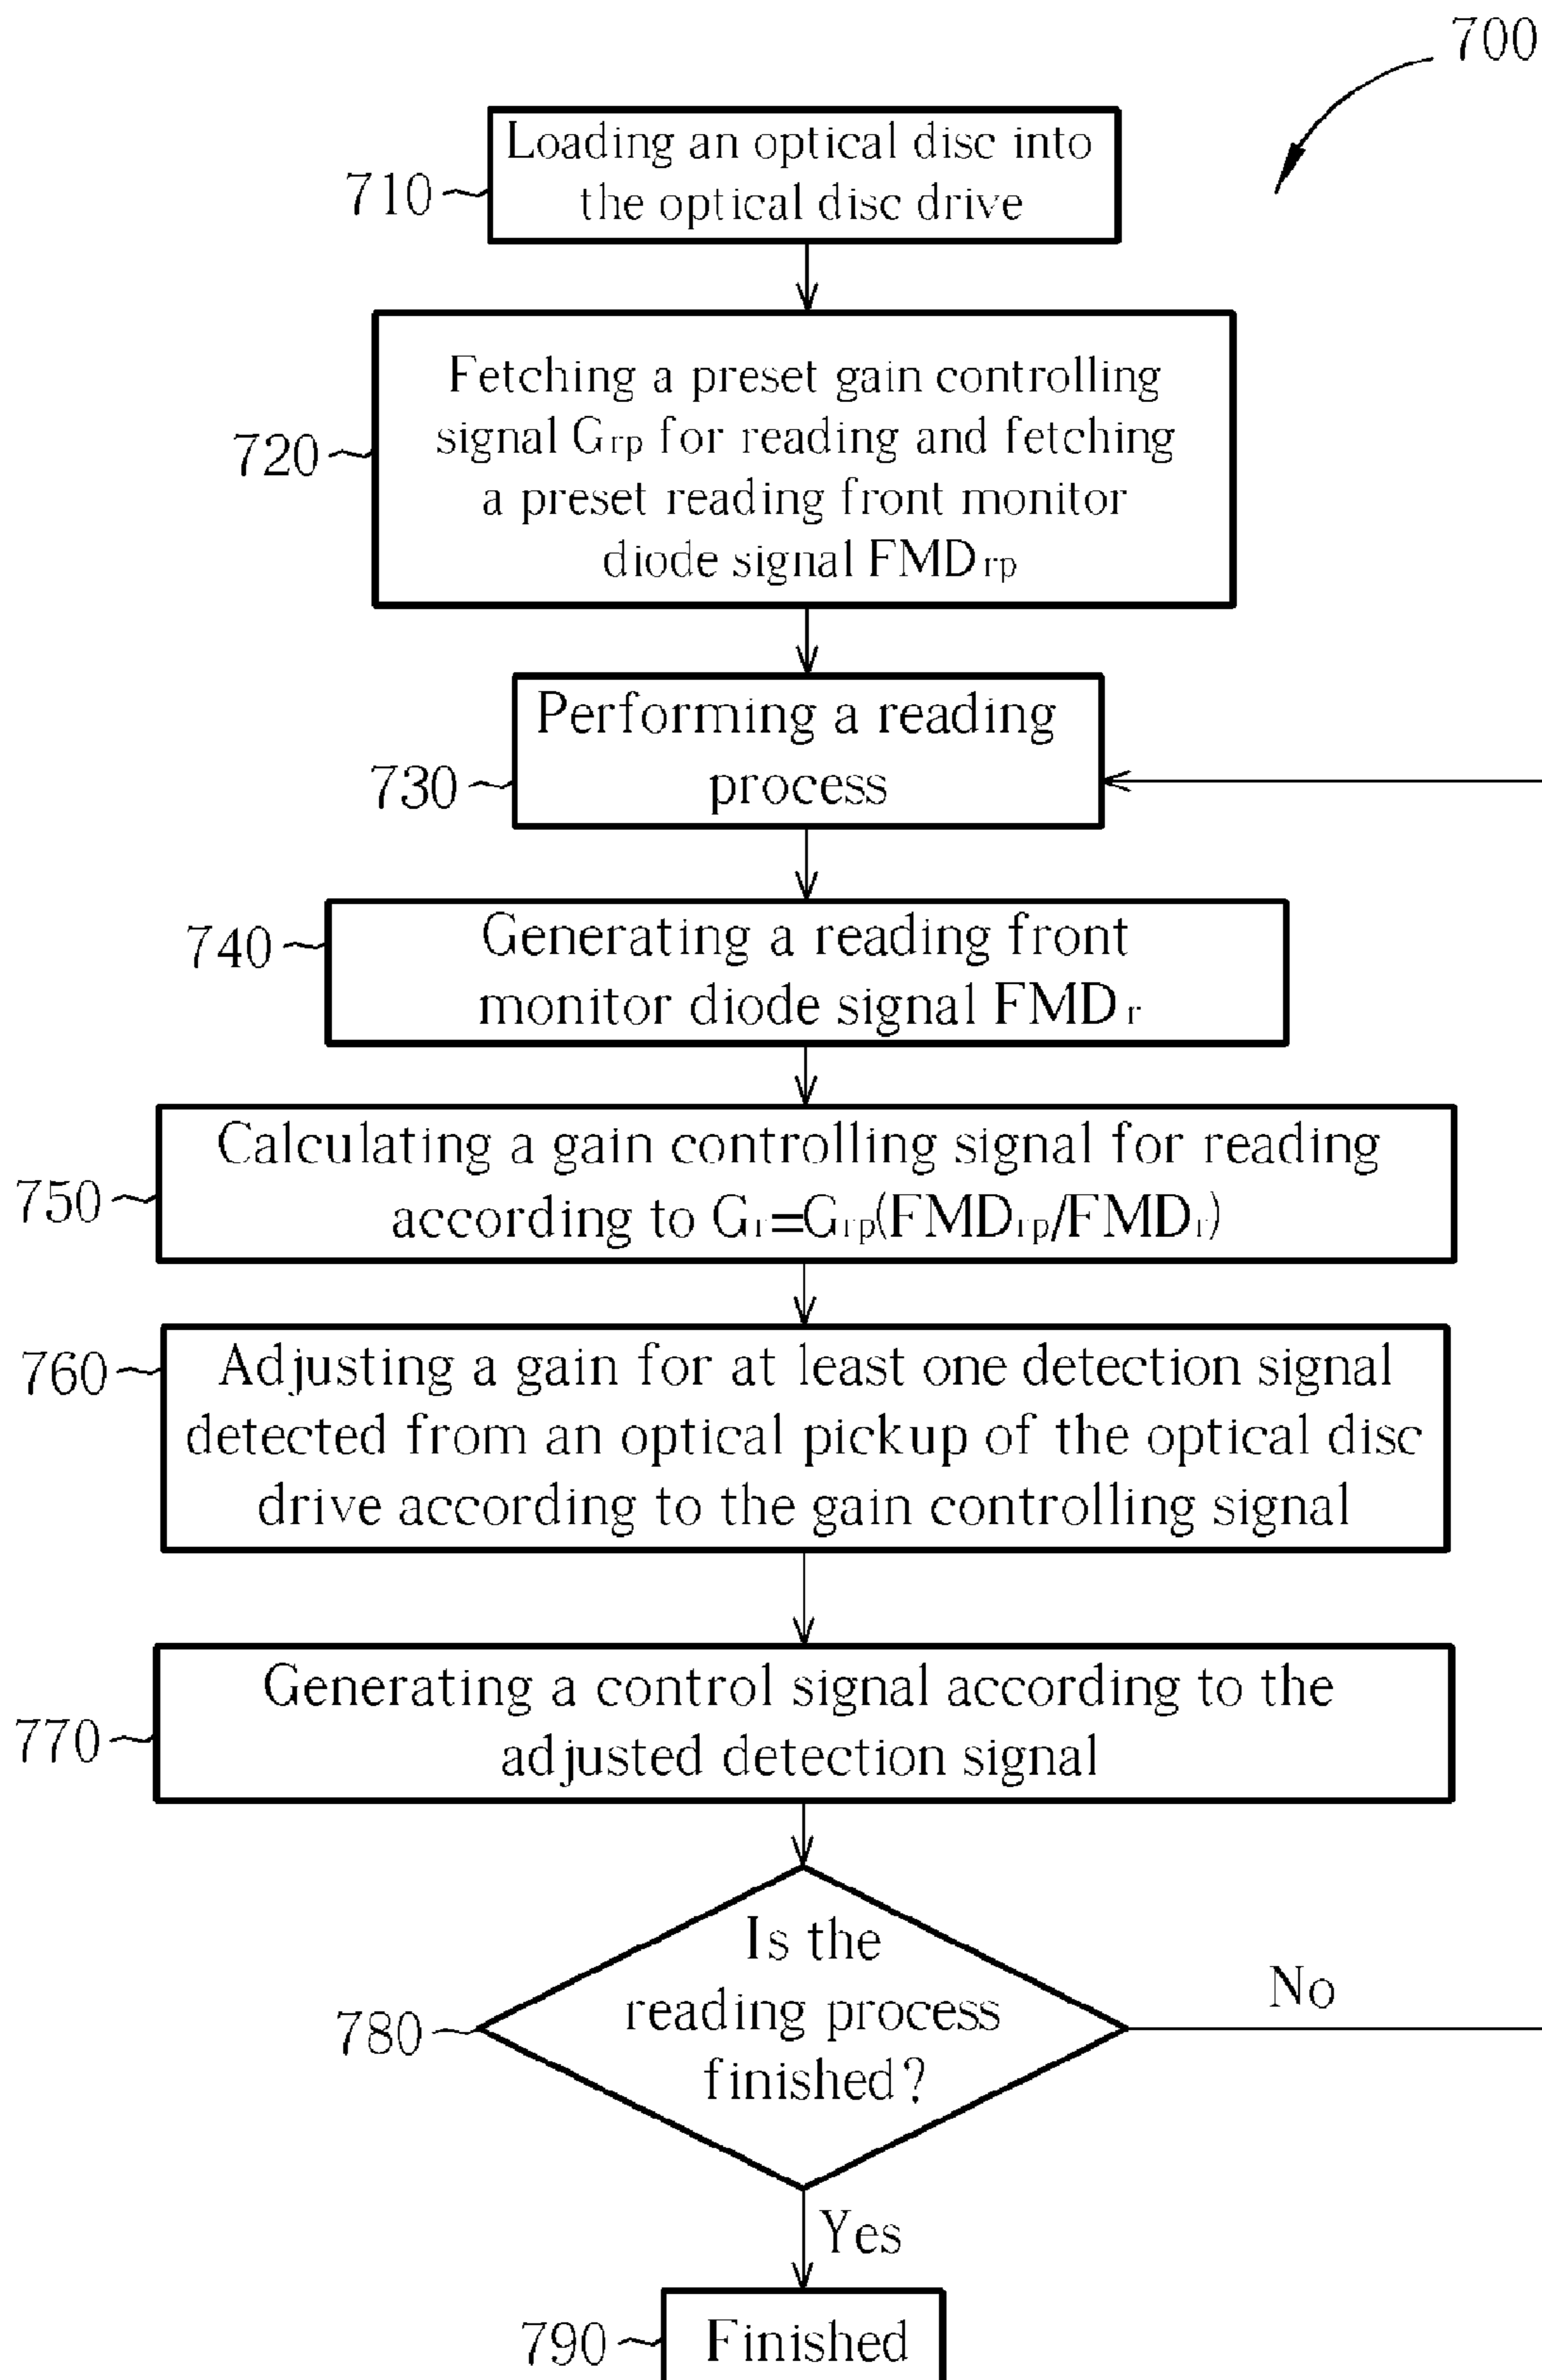 700
Loading an optical disc into
the optical disc drive
710
Fetching a preset gain controlling
signal Grp for reading and fetching
a preset reading front monitor
diode signal FMDrp
720
Performing a reading
process
730
Generating a reading front
monitor diode signal FMDr
740
Calculating a gain controlling signal for reading
according to Gr=Grp(FMDrp/FMDr)
750
Adjusting a gain for at least one detection signal
detected from an optical pickup of the optical disc
drive according to the gain controlling signal
760
Generating a control signal according to the
adjusted detection signal
770
Is the
reading process
finished?
780
No
Yes
790
Finished